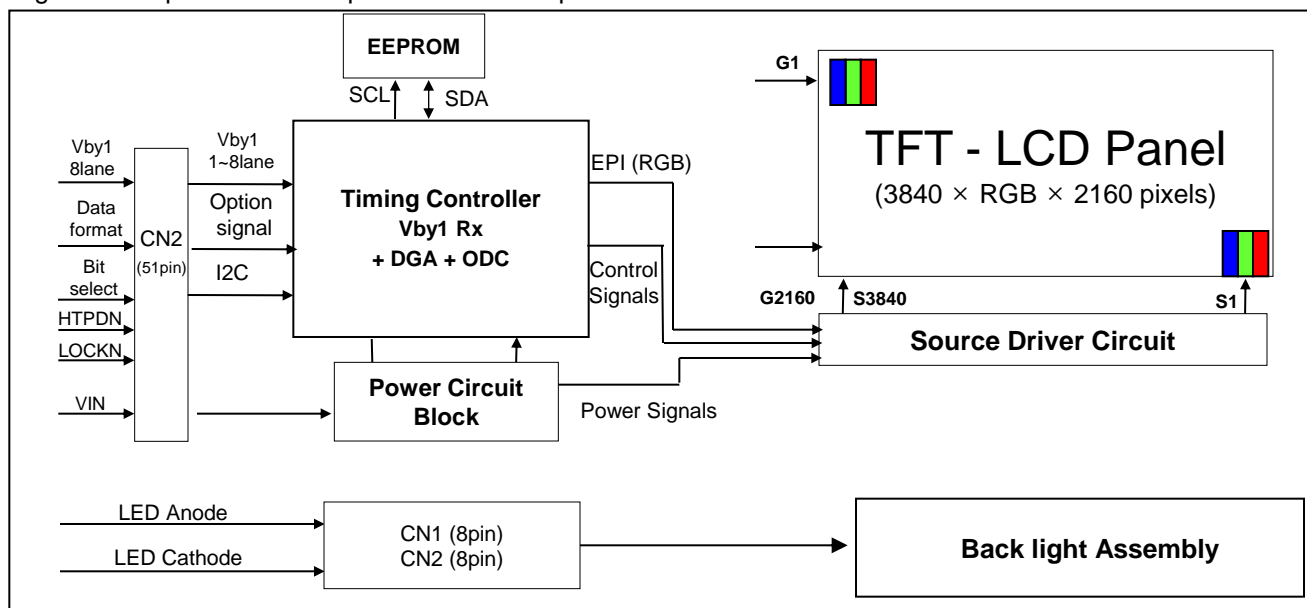 EEPROM
SCL
SDA
G1
TFT - LCD Panel
(3840 × RGB × 2160 pixels)
Vby1
8lane
Vby1
1~8lane
EPI (RGB)
Timing Controller
Vby1 Rx
+ DGA + ODC
Data
format
Option
signal
CN2
(51pin)
Bit
select
I2C
Control
Signals
HTPDN
LOCKN
G2160
S3840
S1
Source Driver Circuit
VIN
Power Circuit
Block
Power Signals
LED Anode
LED Cathode
CN1 (8pin)
CN2 (8pin)
Back light Assembly